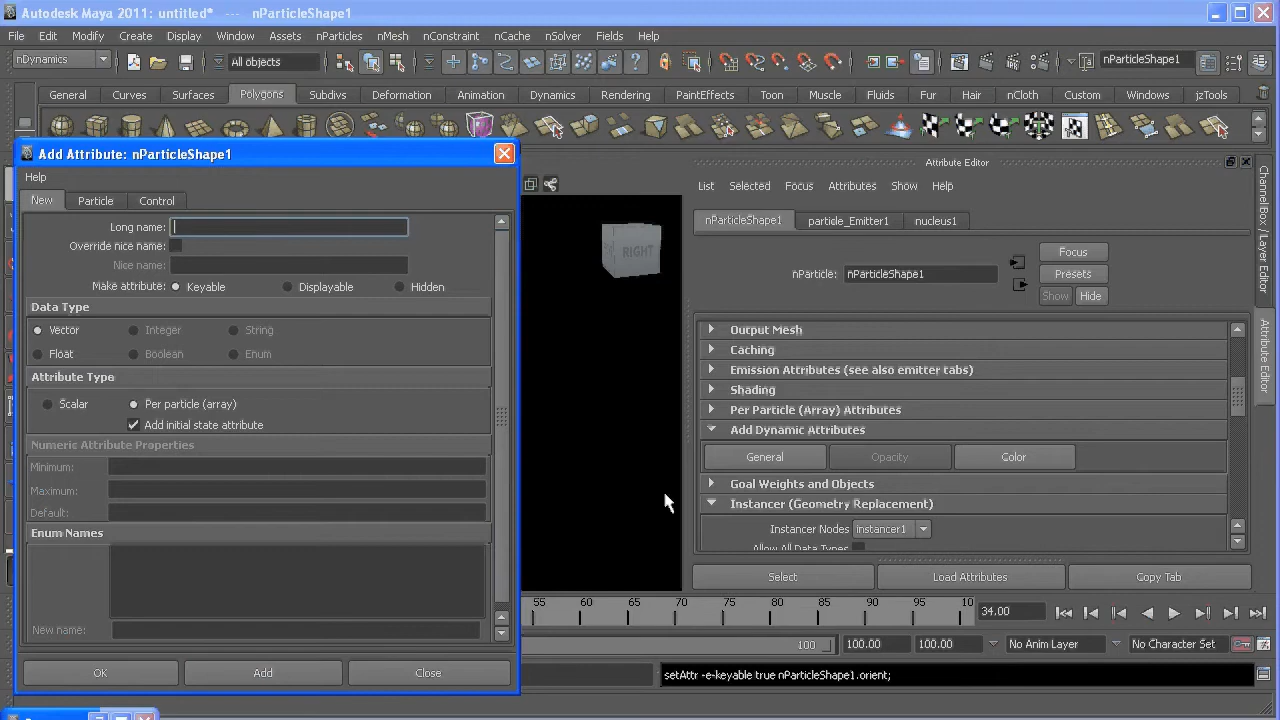 Autodesk Maya 2011: untitled* --- nParticleShape1
File Edit Modify Create Display Window Assets nParticles nMesh nConstraint nCache nSolver Fields Help
nDynamics All objects nParticleShape1
General Curves Surfaces Polygons Subdivs Deformation Animation Dynamics Rendering PaintEffects Toon Muscle Fluids Fur Hair nCloth Custom Windows jzTools
Add Attribute: nParticleShape1
Help
New Particle Control
Long name:
Override nice name:
Nice name:
Make attribute: Keyable Displayable Hidden
Data Type
Vector Integer String
Float Boolean Enum
Attribute Type
Scalar Per particle (array)
Add initial state attribute
Numeric Attribute Properties
Minimum:
Maximum:
Default:
Enum Names
New name:
OK Add Close
RIGHT
Attribute Editor
List Selected Focus Attributes Show Help
nParticleShape1 particle_Emitter1 nucleus1
Focus
nParticle: nParticleShape1 Presets
Show Hide
Output Mesh
Caching
Emission Attributes (see also emitter tabs)
Shading
Per Particle (Array) Attributes
Add Dynamic Attributes
General Opacity Color
Goal Weights and Objects
Instancer (Geometry Replacement)
Instancer Nodes instancer1
Allow All Data Types
Select Load Attributes Copy Tab
Channel Box / Layer Editor
Attribute Editor
55 60 65 70 75 80 85 90 95 10 34.00
100 100.00 100.00 No Anim Layer No Character Set
setAttr -e-keyable true nParticleShape1.orient;